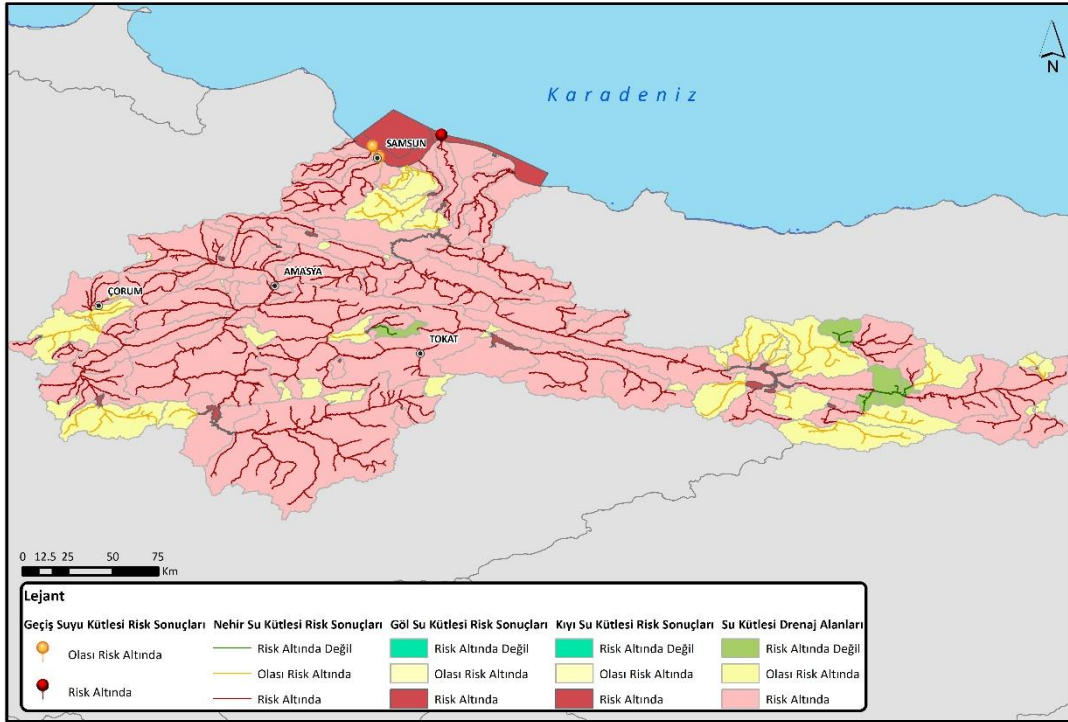 N
Karadeniz
SAMSUN
AMASYA
ÇORUM
TOKAT
0 12.5 25 50 75
Km
Lejant
Geçiş Suyu Kütlesi Risk Sonuçları
Olası Risk Altında
Risk Altında
Nehir Su Kütlesi Risk Sonuçları
Risk Altında Değil
Olası Risk Altında
Risk Altında
Göl Su Kütlesi Risk Sonuçları
Risk Altında Değil
Olası Risk Altında
Risk Altında
Kıyı Su Kütlesi Risk Sonuçları
Risk Altında Değil
Olası Risk Altında
Risk Altında
Su Kütlesi Drenaj Alanları
Risk Altında Değil
Olası Risk Altında
Risk Altında